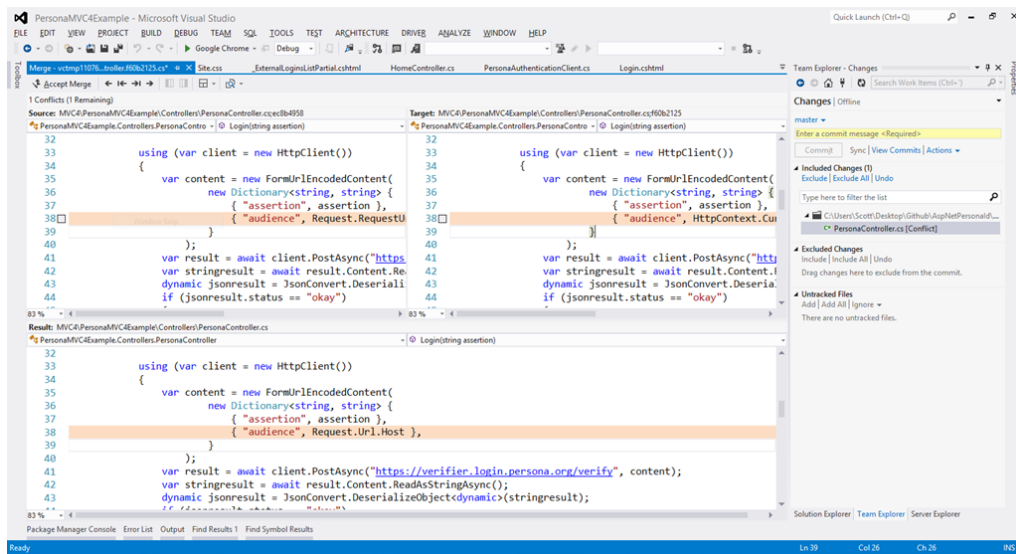 PersonaMVC4Example - Microsoft Visual Studio
Quick Launch (Ctrl+Q)
FILE EDIT VIEW PROJECT BUILD DEBUG TEAM SQL TOOLS TEST ARCHITECTURE DRIVER ANALYZE WINDOW HELP
Google Chrome Debug
Toolbox
Merge - vctmp11076...troller.f60b2125.cs* Site.css _ExternalLoginsListPartial.cshtml HomeController.cs PersonaAuthenticationClient.cs Login.cshtml
Accept Merge
1 Conflicts (1 Remaining)
Source: MVC4\PersonaMVC4Example\Controllers\PersonaController.cs;ec8b4958
PersonaMVC4Example.Controllers.PersonaContro Login(string assertion)
32
33 using (var client = new HttpClient())
34 {
35 var content = new FormUrlEncodedContent(
36 new Dictionary<string, string> {
37 { "assertion", assertion },
38 { "audience", Request.RequestU
39 }
40 );
41 var result = await client.PostAsync("https
42 var stringresult = await result.Content.Re
43 dynamic jsonresult = JsonConvert.Deseriali
44 if (jsonresult.status == "okay")
83 %
Target: MVC4\PersonaMVC4Example\Controllers\PersonaController.cs;f60b2125
PersonaMVC4Example.Controllers.PersonaContro Login(string assertion)
32
33 using (var client = new HttpClient())
34 {
35 var content = new FormUrlEncodedContent(
36 new Dictionary<string, string> {
37 { "assertion", assertion },
38 { "audience", HttpContext.Cur
39 }
40 );
41 var result = await client.PostAsync("http
42 var stringresult = await result.Content.
43 dynamic jsonresult = JsonConvert.Deseria
44 if (jsonresult.status == "okay")
83 %
Result: MVC4\PersonaMVC4Example\Controllers\PersonaController.cs
PersonaMVC4Example.Controllers.PersonaController Login(string assertion)
32
33 using (var client = new HttpClient())
34 {
35 var content = new FormUrlEncodedContent(
36 new Dictionary<string, string> {
37 { "assertion", assertion },
38 { "audience", Request.Url.Host },
39 }
40 );
41 var result = await client.PostAsync("https://verifier.login.persona.org/verify", content);
42 var stringresult = await result.Content.ReadAsStringAsync();
43 dynamic jsonresult = JsonConvert.DeserializeObject<dynamic>(stringresult);
83 %
Package Manager Console Error List Output Find Results 1 Find Symbol Results
Team Explorer - Changes
Search Work Items (Ctrl+')
Changes | Offline
master
Enter a commit message <Required>
Commit Sync | View Commits | Actions
Included Changes (1)
Exclude | Exclude All | Undo
Type here to filter the list
C:\Users\Scott\Desktop\Github\AspNetPersonaId\...
PersonaController.cs [Conflict]
Excluded Changes
Include | Include All | Undo
Drag changes here to exclude from the commit.
Untracked Files
Add | Add All | Ignore
There are no untracked files.
Solution Explorer Team Explorer Server Explorer
Properties
Ready Ln 39 Col 26 Ch 26 INS